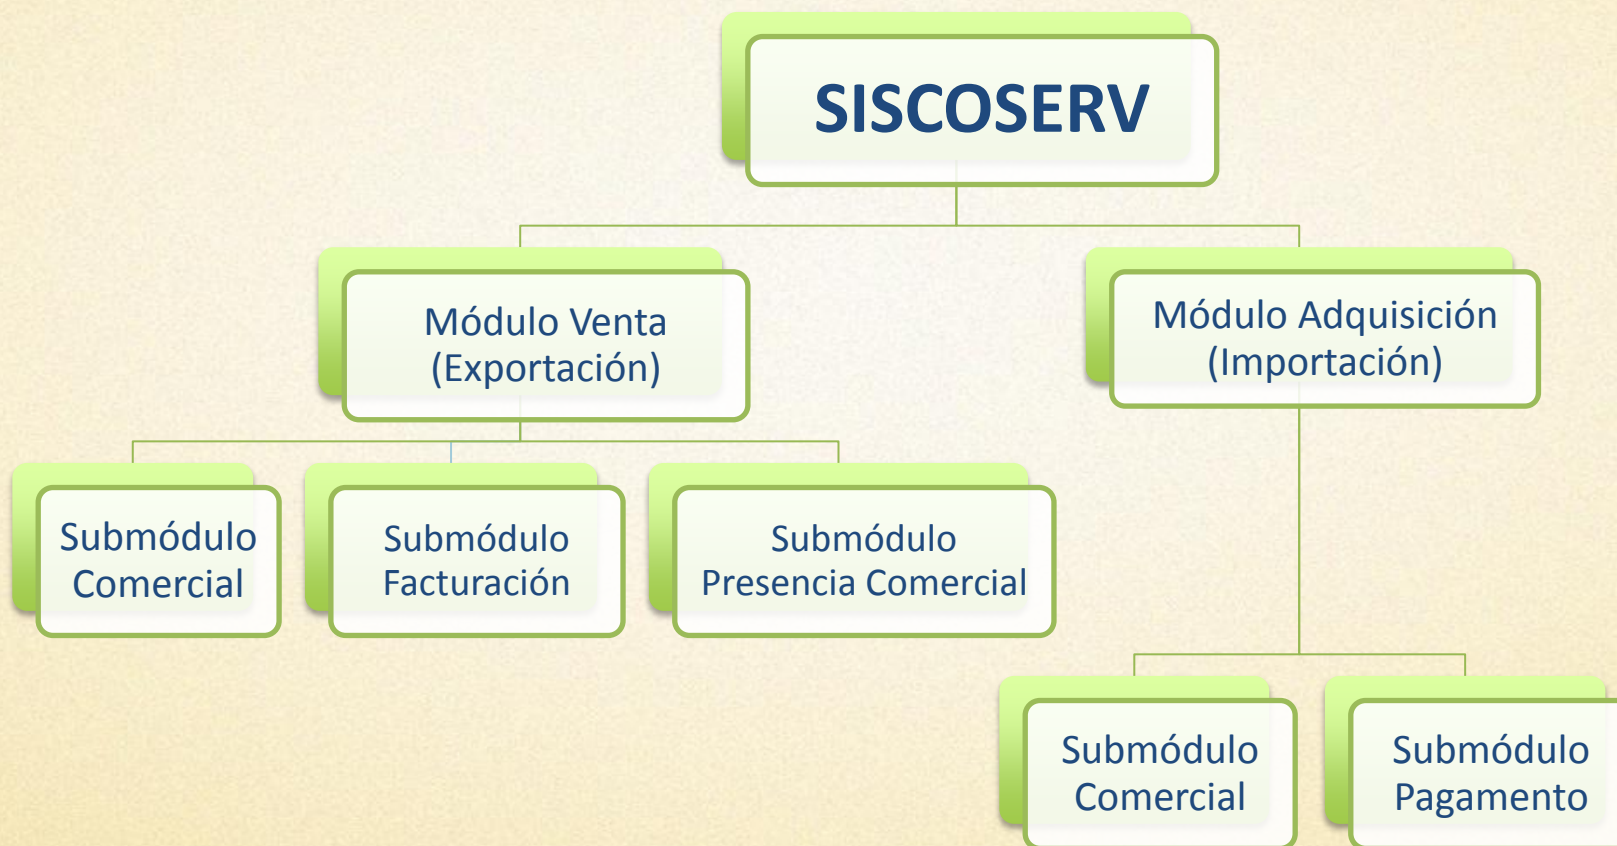 SISCOSERV
Módulo Venta
(Exportación)
Módulo Adquisición
(Importación)
Submódulo
Comercial
Submódulo
Facturación
Submódulo
Presencia Comercial
Submódulo
Comercial
Submódulo
Pagamento